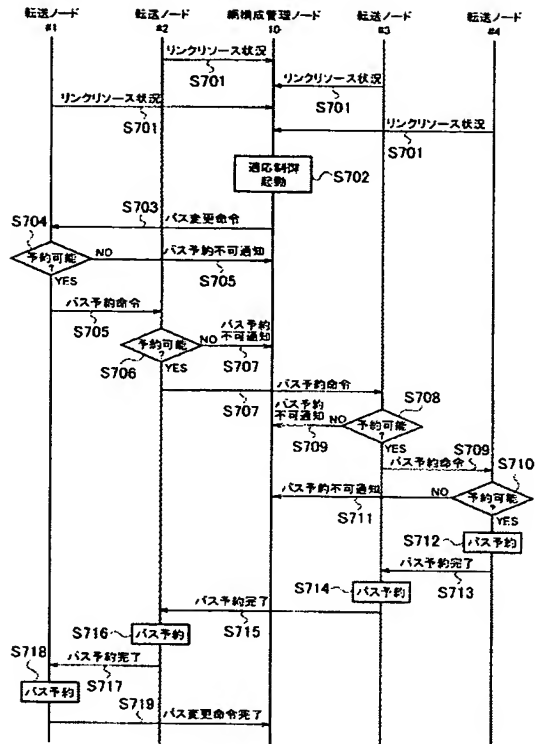 転送ノード
#1
転送ノード
#2
網構成管理ノード
10
転送ノード
#3
転送ノード
#4
リンクリソース状況
S701
リンクリソース状況
S701
リンクリソース状況
S701
リンクリソース状況
S701
適応制御
起動
S702
S703
パス変更命令
S704
予約可能
?
NO
パス予約不可通知
S705
YES
パス予約命令
S705
予約可能
?
S706
NO
パス予約
不可通知
S707
YES
パス予約命令
S707
S708
予約可能
?
NO
パス予約
不可通知
S709
YES
パス予約命令
S709
S710
予約可能
?
NO
パス予約不可通知
S711
YES
S712
パス予約
パス予約完了
S713
S714
パス予約
パス予約完了
S715
S716
パス予約
パス予約完了
S717
S718
パス予約
S719
パス変更命令完了